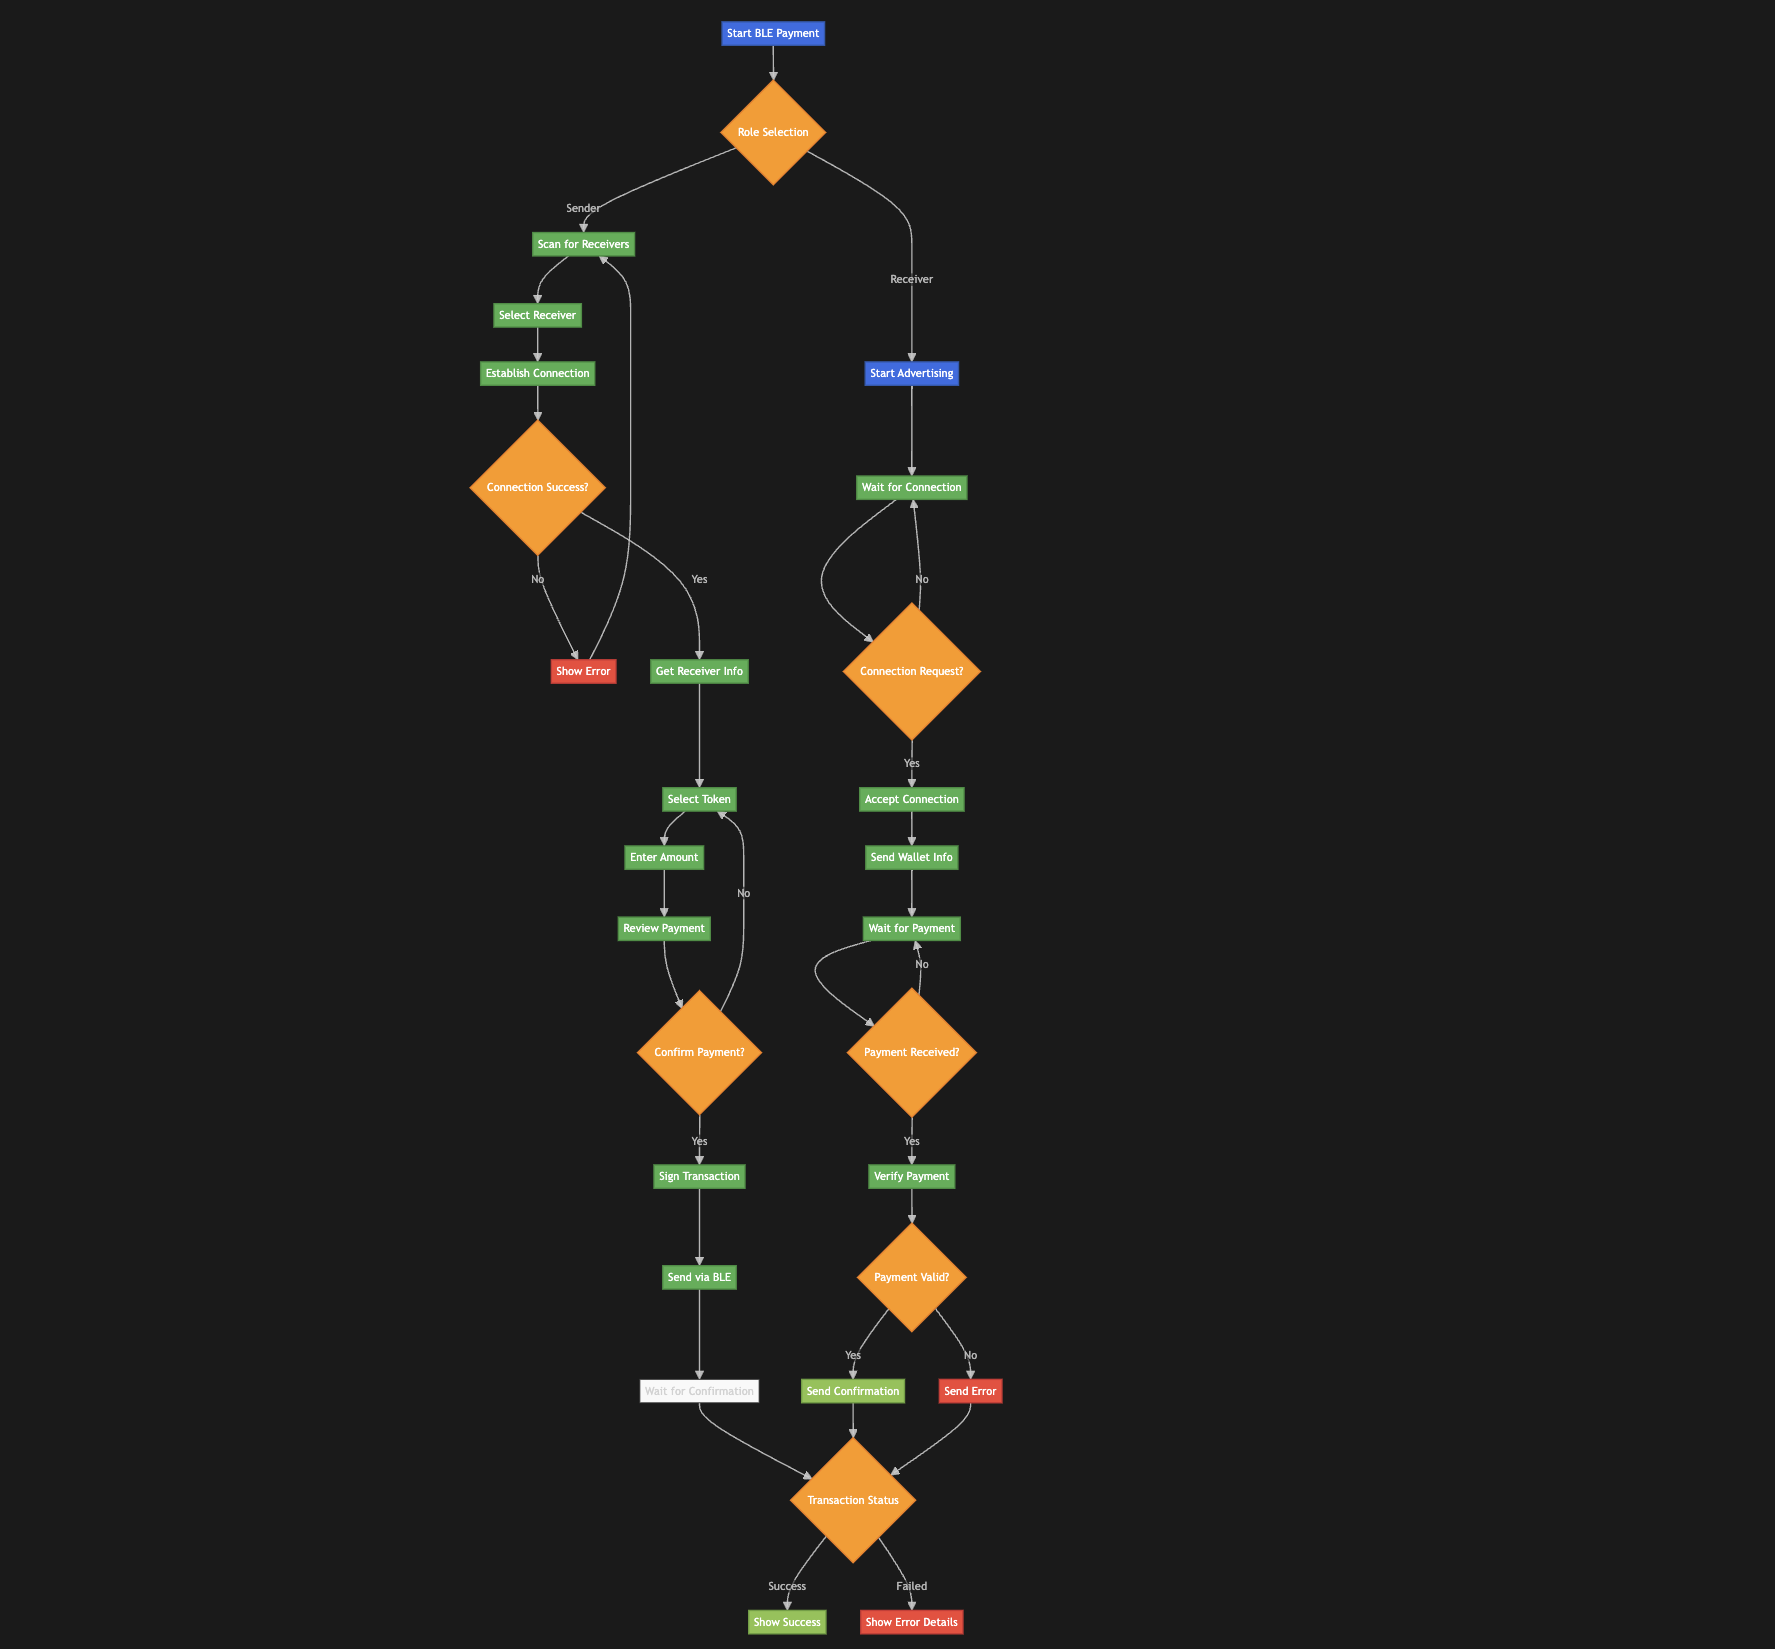 Start BLE Payment
Role Selection
Sender
Scan for Receivers
Receiver
Select Receiver
Establish Connection
Start Advertising
Connection Success?
Wait for Connection
No
Yes
No
Show Error
Get Receiver Info
Connection Request?
Yes
Select Token
Accept Connection
Enter Amount
Send Wallet Info
No
Review Payment
Wait for Payment
No
Confirm Payment?
Payment Received?
Yes
Yes
Sign Transaction
Verify Payment
Send via BLE
Payment Valid?
Yes
No
Wait for Confirmation
Send Confirmation
Send Error
Transaction Status
Success
Failed
Show Success
Show Error Details